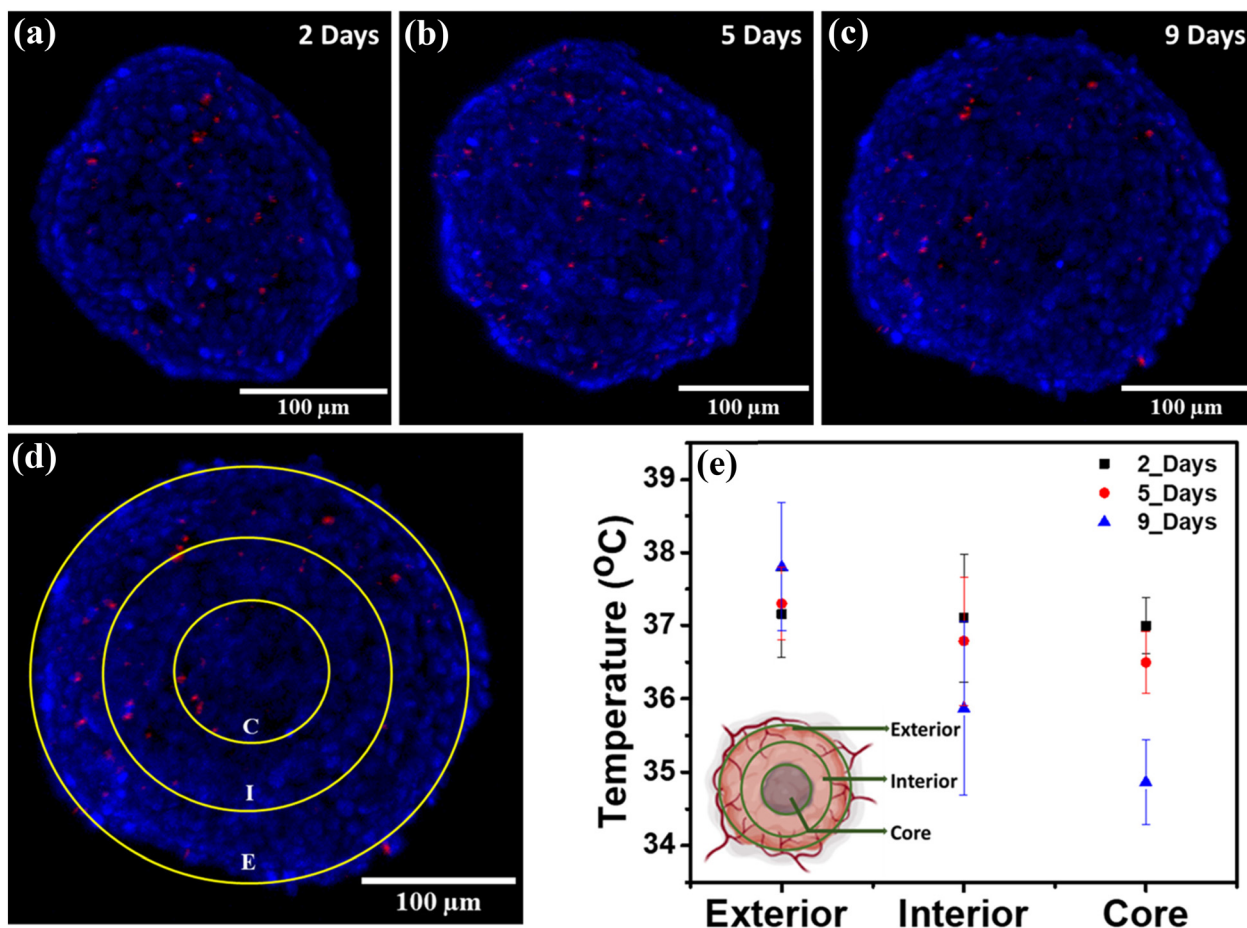 (a)
2 Days
100 µm
(b)
5 Days
100 µm
(c)
9 Days
100 µm
(d)
C
I
E
100 µm
(e)
2_Days
5_Days
9_Days
Temperature (⁰C)
39
38
37
36
35
34
Exterior
Interior
Core
Exterior
Interior
Core